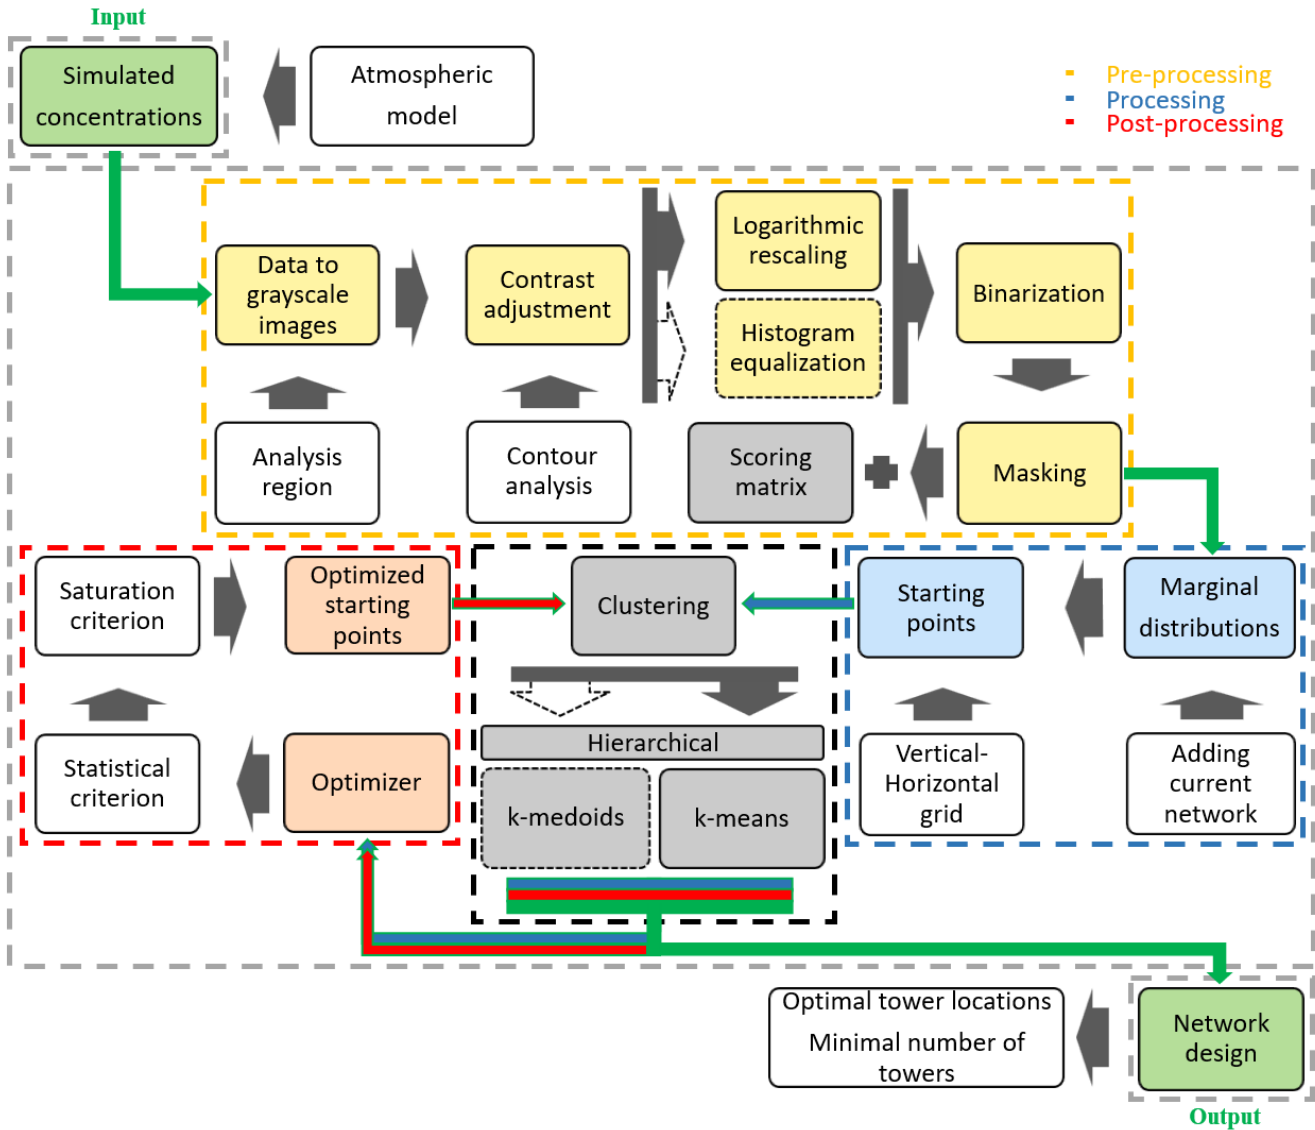 Input
Simulated
concentrations
Atmospheric
model
Pre-processing
Processing
Post-processing
Data to
grayscale
images
Contrast
adjustment
Logarithmic
rescaling
Histogram
equalization
Binarization
Analysis
region
Contour
analysis
Scoring
matrix
Masking
Saturation
criterion
Optimized
starting
points
Clustering
Starting
points
Marginal
distributions
Statistical
criterion
Optimizer
Hierarchical
k-medoids
k-means
Vertical-
Horizontal
grid
Adding
current
network
Optimal tower locations
Minimal number of
towers
Network
design
Output